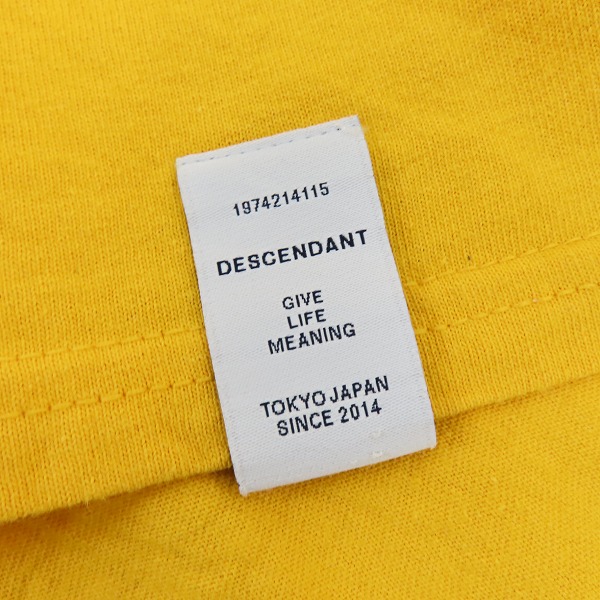 1974214115
DESCENDANT
GIVE
LIFE
MEANING
TOKYO JAPAN
SINCE 2014